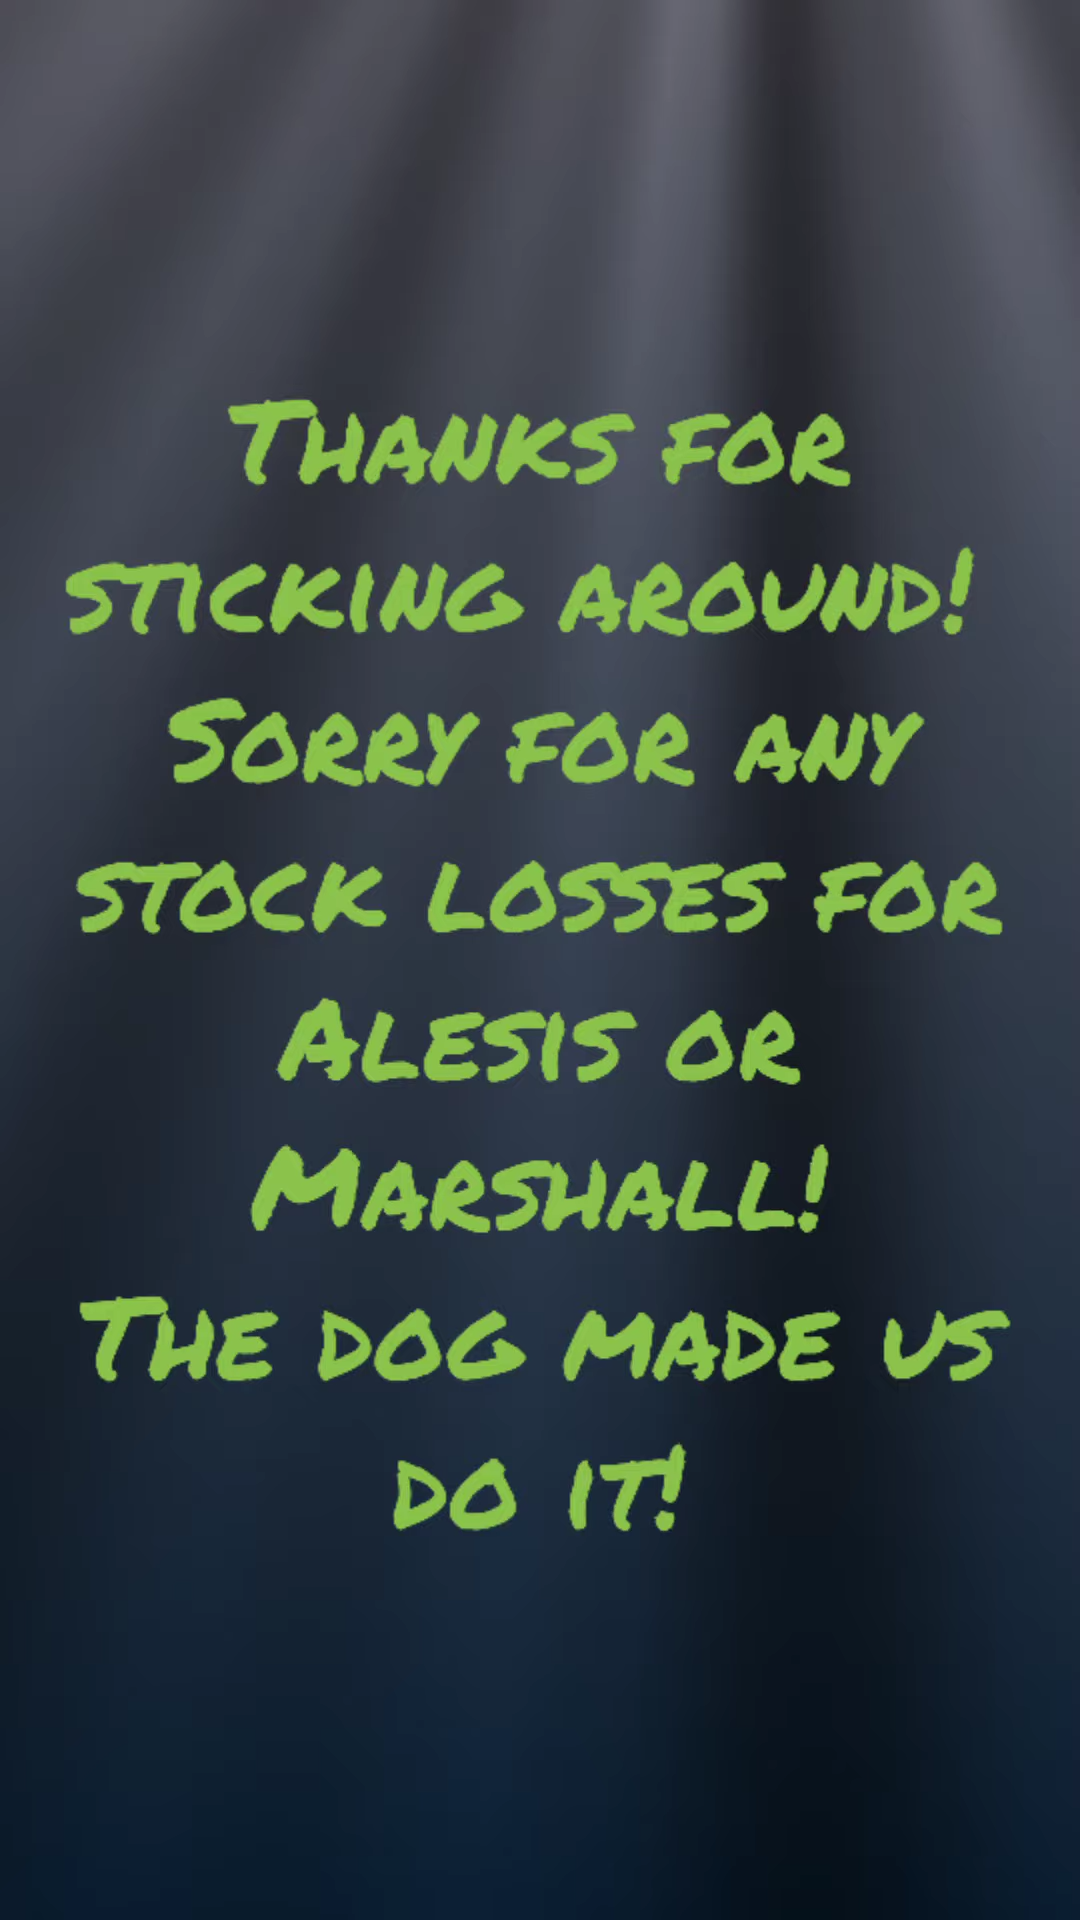 Thanks for
sticking around!
Sorry for any
stock losses for
Alesis or
Marshall!
The dog made us
do it!